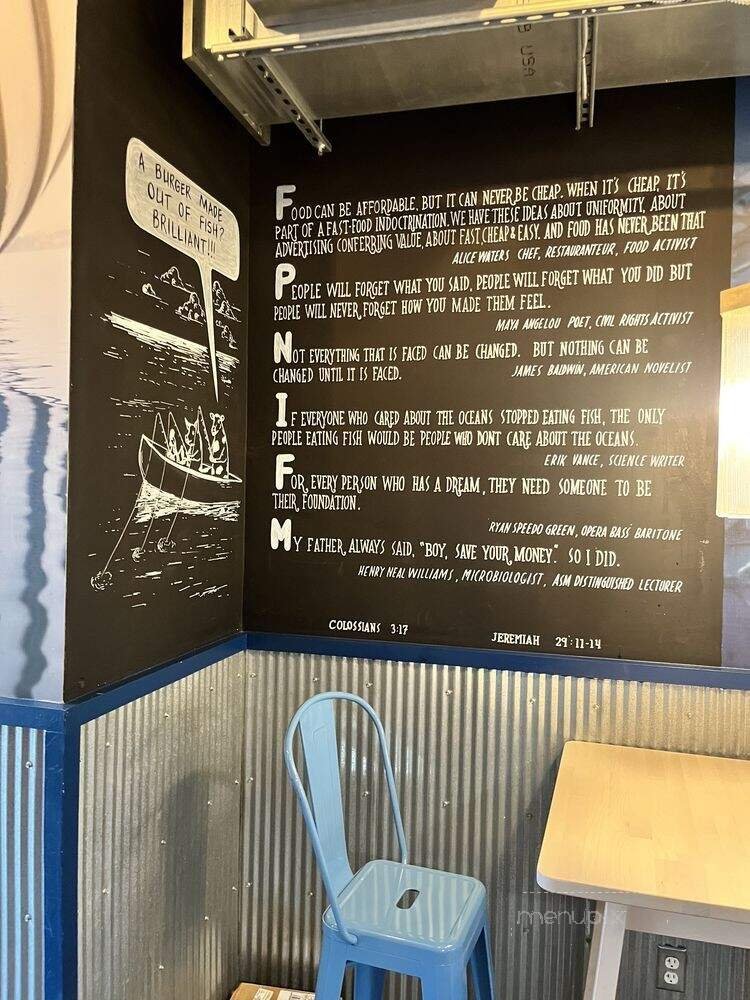 B USA
A BURGER MADE
OUT OF FISH?
BRILLIANT!!!
FOOD CAN BE AFFORDABLE, BUT IT CAN NEVER BE CHEAP. WHEN IT'S CHEAP, IT'S
PART OF A FAST-FOOD INDOCTRINATION. WE HAVE THESE IDEAS ABOUT UNIFORMITY, ABOUT
ADVERTISING CONFERRING VALUE, ABOUT FAST, CHEAP & EASY. AND FOOD HAS NEVER BEEN THAT
ALICE WATERS CHEF, RESTAURANTEUR, FOOD ACTIVIST
PEOPLE WILL FORGET WHAT YOU SAID, PEOPLE WILL FORGET WHAT YOU DID BUT
PEOPLE WILL NEVER FORGET HOW YOU MADE THEM FEEL.
MAYA ANGELOU POET, CIVIL RIGHTS ACTIVIST
NOT EVERYTHING THAT IS FACED CAN BE CHANGED. BUT NOTHING CAN BE
CHANGED UNTIL IT IS FACED.
JAMES BALDWIN, AMERICAN NOVELIST
IF EVERYONE WHO CARED ABOUT THE OCEANS STOPPED EATING FISH, THE ONLY
PEOPLE EATING FISH WOULD BE PEOPLE WHO DONT CARE ABOUT THE OCEANS.
ERIK VANCE, SCIENCE WRITER
FOR EVERY PERSON WHO HAS A DREAM, THEY NEED SOMEONE TO BE
THEIR FOUNDATION.
RYAN SPEEDO GREEN, OPERA BASS BARITONE
MY FATHER ALWAYS SAID, "BOY, SAVE YOUR MONEY." SO I DID.
HENRY NEAL WILLIAMS, MICROBIOLOGIST, ASM DISTINGUISHED LECTURER
COLOSSIANS 3:17
JEREMIAH 29:11-14
menupix